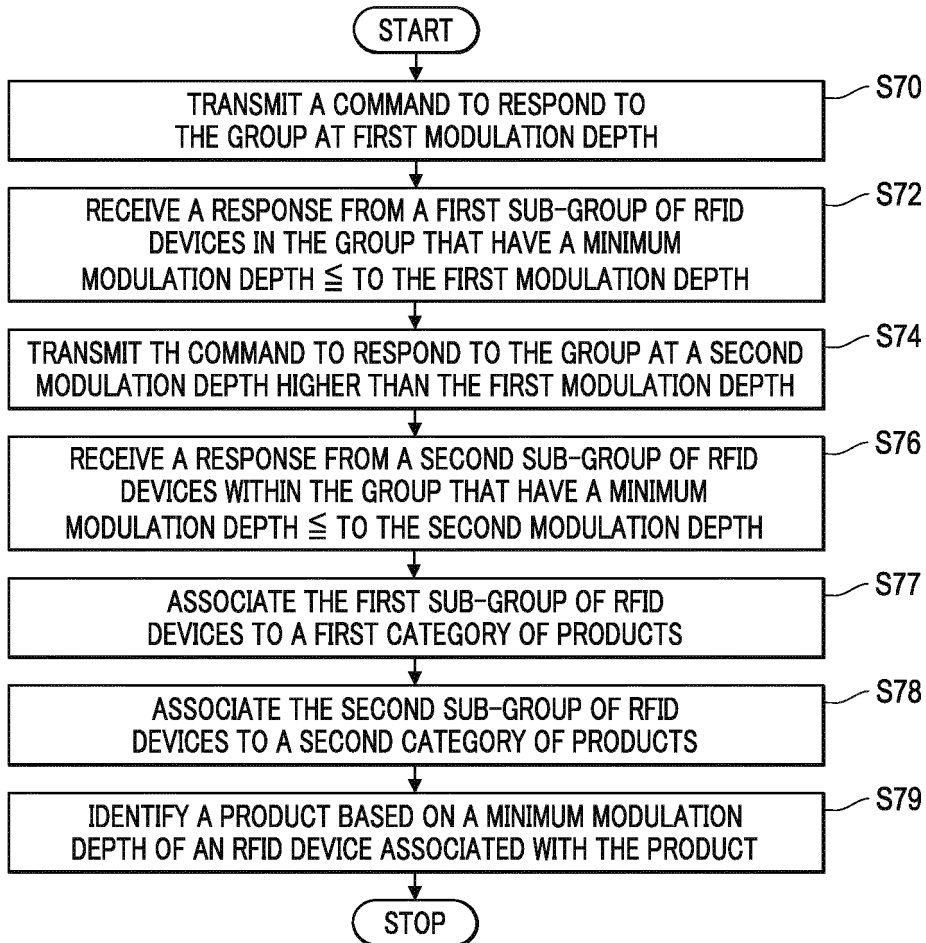 START
TRANSMIT A COMMAND TO RESPOND TO
THE GROUP AT FIRST MODULATION DEPTH
S70
RECEIVE A RESPONSE FROM A FIRST SUB-GROUP OF RFID
DEVICES IN THE GROUP THAT HAVE A MINIMUM
MODULATION DEPTH ≦ TO THE FIRST MODULATION DEPTH
S72
TRANSMIT TH COMMAND TO RESPOND TO THE GROUP AT A SECOND
MODULATION DEPTH HIGHER THAN THE FIRST MODULATION DEPTH
S74
RECEIVE A RESPONSE FROM A SECOND SUB-GROUP OF RFID
DEVICES WITHIN THE GROUP THAT HAVE A MINIMUM
MODULATION DEPTH ≦ TO THE SECOND MODULATION DEPTH
S76
ASSOCIATE THE FIRST SUB-GROUP OF RFID
DEVICES TO A FIRST CATEGORY OF PRODUCTS
S77
ASSOCIATE THE SECOND SUB-GROUP OF RFID
DEVICES TO A SECOND CATEGORY OF PRODUCTS
S78
IDENTIFY A PRODUCT BASED ON A MINIMUM MODULATION
DEPTH OF AN RFID DEVICE ASSOCIATED WITH THE PRODUCT
S79
STOP